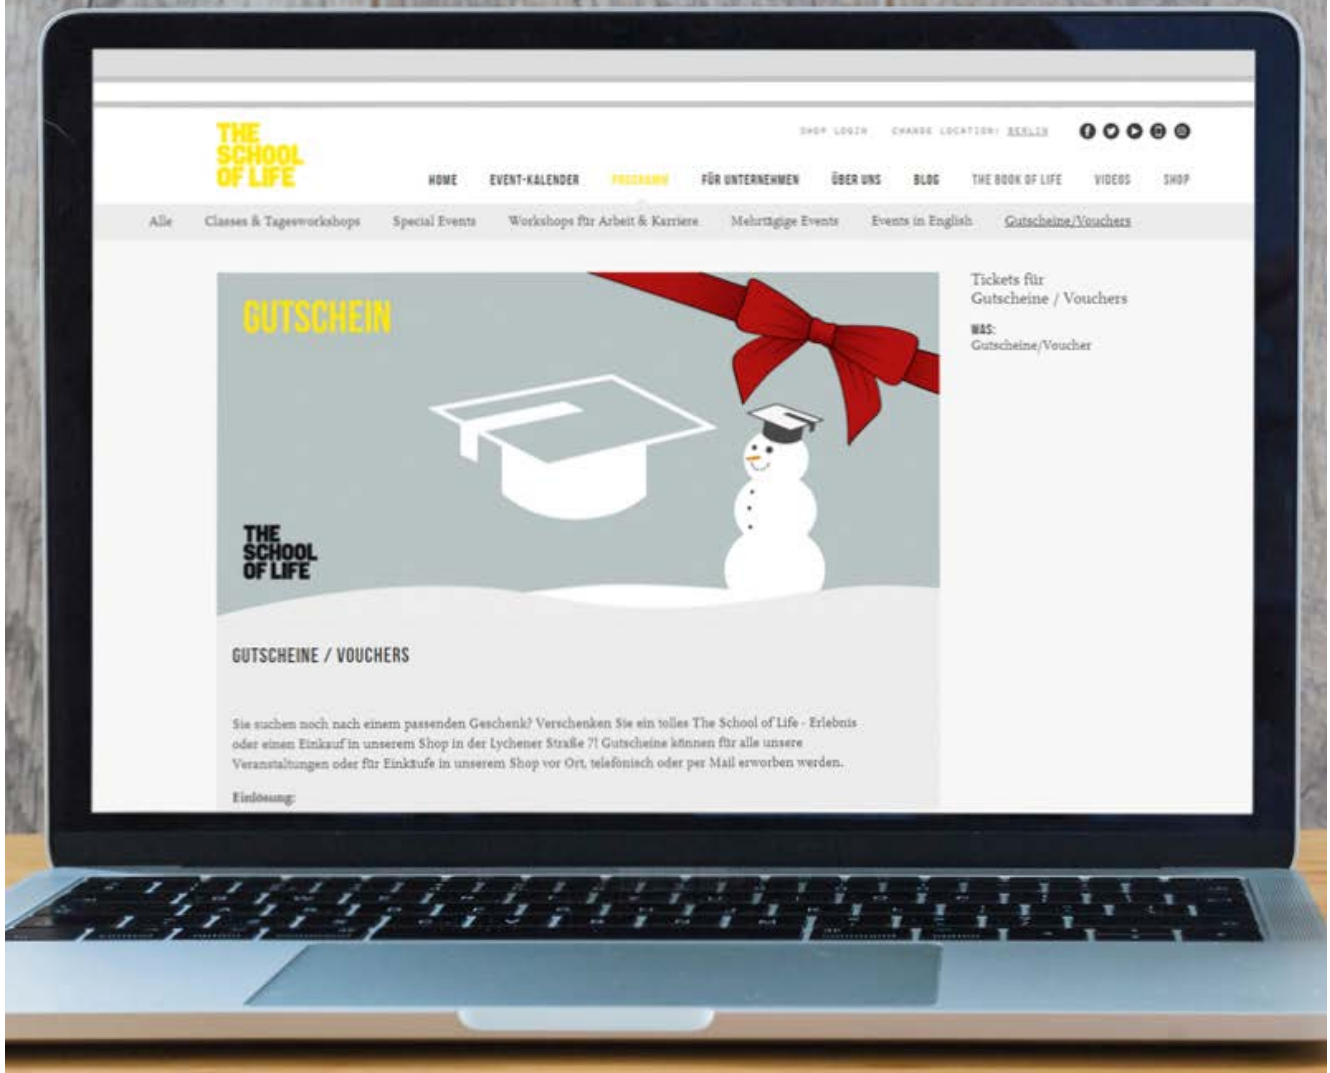 THE
SCHOOL
OF LIFE
SHOP LOGIN CHANGE LOCATION: BERLIN
HOME EVENT-KALENDER PROGRAMM FÜR UNTERNEHMEN ÜBER UNS BLOG THE BOOK OF LIFE VIDEOS SHOP
Alle Classes & Tagesworkshops Special Events Workshops für Arbeit & Karriere Mehrtägige Events Events in English Gutscheine/Vouchers
GUTSCHEIN
THE
SCHOOL
OF LIFE
Tickets für
Gutscheine / Vouchers
WAS:
Gutscheine/Voucher
GUTSCHEINE / VOUCHERS
Sie suchen noch nach einem passenden Geschenk? Verschenken Sie ein tolles The School of Life - Erlebnis
oder einen Einkauf in unserem Shop in der Lychener Straße 7! Gutscheine können für alle unsere
Veranstaltungen oder für Einkäufe in unserem Shop vor Ort, telefonisch oder per Mail erworben werden.
Einlösung: